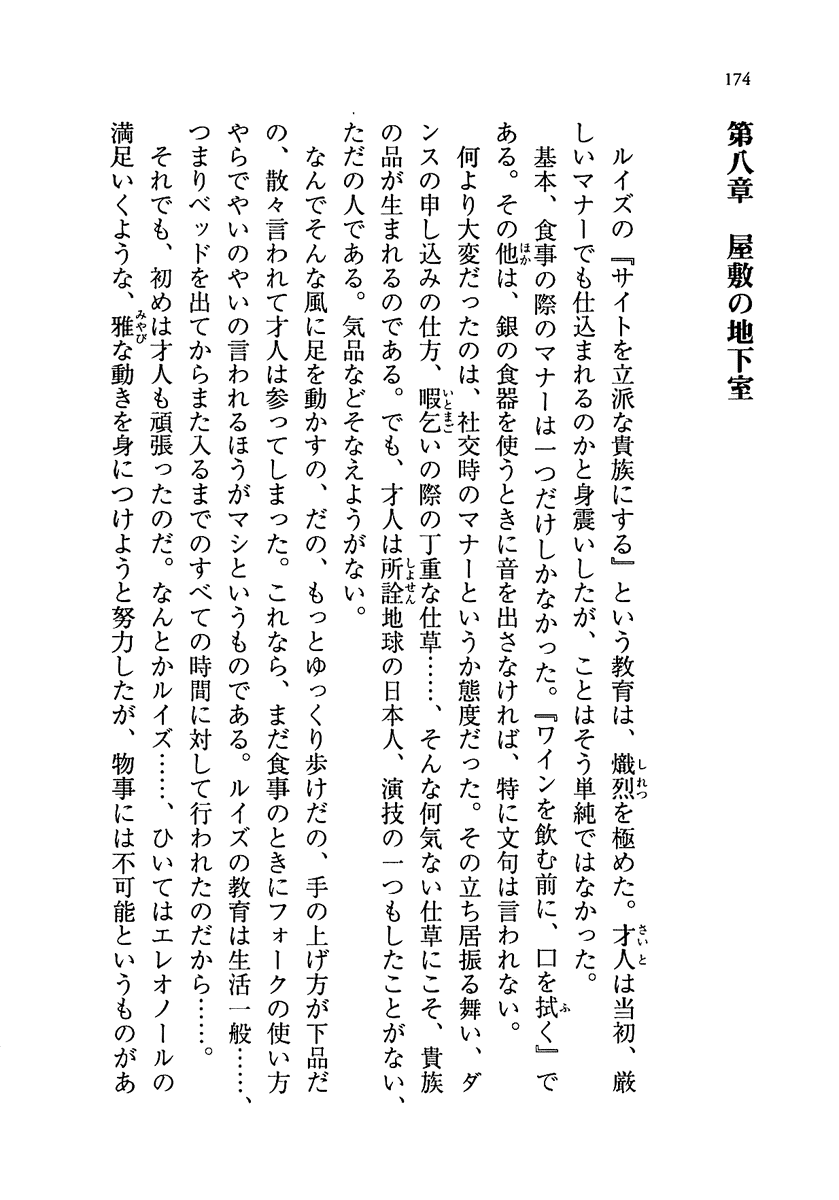 174
第八章　屋敷の地下室
　ルイズの『サイトを立派な貴族にする』という教育は、熾烈を極めた。才人は当初、厳
しいマナーでも仕込まれるのかと身震いしたが、ことはそう単純ではなかった。
　基本、食事の際のマナーは一つだけしかなかった。『ワインを飲む前に、口を拭く』で
ある。その他は、銀の食器を使うときに音を出さなければ、特に文句は言われない。
　何より大変だったのは、社交時のマナーというか態度だった。その立ち居振る舞い、ダ
ンスの申し込みの仕方、暇乞いの際の丁重な仕草……、そんな何気ない仕草にこそ、貴族
の品が生まれるのである。でも、才人は所詮地球の日本人、演技の一つもしたことがない、
ただの人である。気品などそなえようがない。
　なんでそんな風に足を動かすの、だの、もっとゆっくり歩けだの、手の上げ方が下品だ
の、散々言われて才人は参ってしまった。これなら、まだ食事のときにフォークの使い方
やらでやいのやいの言われるほうがマシというものである。ルイズの教育は生活一般……、
つまりベッドを出てからまた入るまでのすべての時間に対して行われたのだから……。
　それでも、初めは才人も頑張ったのだ。なんとかルイズ……、ひいてはエレオノールの
満足いくような、雅な動きを身につけようと努力したが、物事には不可能というものがあ